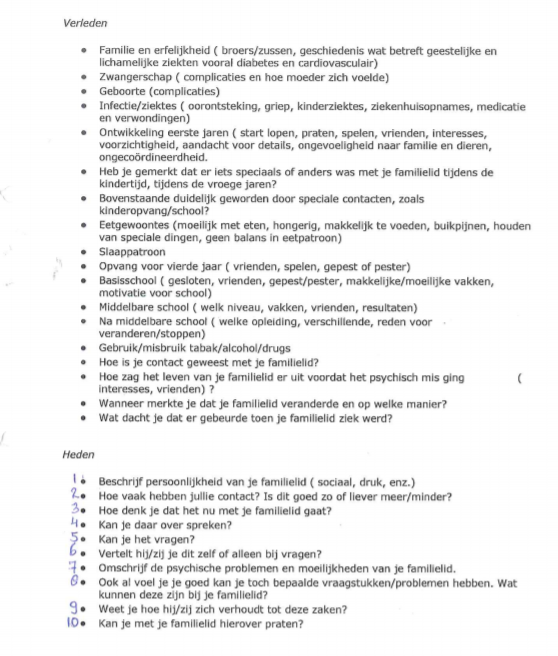 Verleden
• Familie en erfelijkheid ( broers/zussen, geschiedenis wat betreft geestelijke en
lichamelijke ziekten vooral diabetes en cardiovasculair)
• Zwangerschap ( complicaties en hoe moeder zich voelde)
• Geboorte (complicaties)
• Infectie/ziektes ( oorontsteking, griep, kinderziektes, ziekenhuisopnames, medicatie
en verwondingen)
• Ontwikkeling eerste jaren ( start lopen, praten, spelen, vrienden, interesses,
voorzichtigheid, aandacht voor details, ongevoeligheid naar familie en dieren,
ongecoördineerdheid.
• Heb je gemerkt dat er iets speciaals of anders was met je familielid tijdens de
kindertijd, tijdens de vroege jaren?
• Bovenstaande duidelijk geworden door speciale contacten, zoals
kinderopvang/school?
• Eetgewoontes (moeilijk met eten, hongerig, makkelijk te voeden, buikpijnen, houden
van speciale dingen, geen balans in eetpatroon)
• Slaappatroon
• Opvang voor vierde jaar ( vrienden, spelen, gepest of pester)
• Basisschool ( gesloten, vrienden, gepest/pester, makkelijke/moeilijke vakken,
motivatie voor school)
• Middelbare school ( welk niveau, vakken, vrienden, resultaten)
• Na middelbare school ( welke opleiding, verschillende, reden voor
veranderen/stoppen)
• Gebruik/misbruik tabak/alcohol/drugs
• Hoe is je contact geweest met je familielid?
• Hoe zag het leven van je familielid er uit voordat het psychisch mis ging (
interesses, vrienden) ?
• Wanneer merkte je dat je familielid veranderde en op welke manier?
• Wat dacht je dat er gebeurde toen je familielid ziek werd?
Heden
1 • Beschrijf persoonlijkheid van je familielid ( sociaal, druk, enz.)
2 • Hoe vaak hebben jullie contact? Is dit goed zo of liever meer/minder?
3 • Hoe denk je dat het nu met je familielid gaat?
4 • Kan je daar over spreken?
5 • Kan je het vragen?
6 • Vertelt hij/zij je dit zelf of alleen bij vragen?
7 • Omschrijf de psychische problemen en moeilijkheden van je familielid.
8 • Ook al voel je je goed kan je toch bepaalde vraagstukken/problemen hebben. Wat
kunnen deze zijn bij je familielid?
9 • Weet je hoe hij/zij zich verhoudt tot deze zaken?
10 • Kan je met je familielid hierover praten?